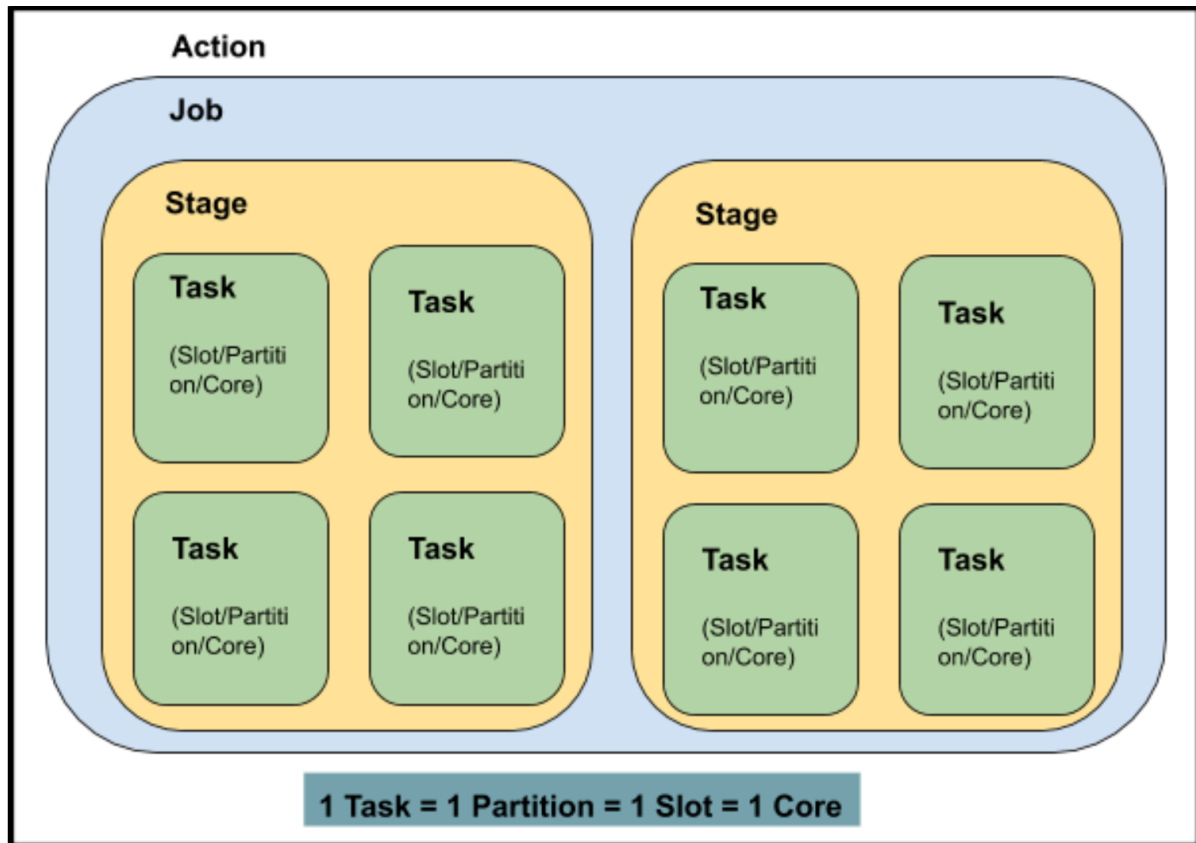 Action
Job
Stage
Task
(Slot/Partiti
on/Core)
Task
(Slot/Partiti
on/Core)
Task
(Slot/Partiti
on/Core)
Task
(Slot/Partiti
on/Core)
Stage
Task
(Slot/Partiti
on/Core)
Task
(Slot/Partiti
on/Core)
Task
(Slot/Partiti
on/Core)
Task
(Slot/Partiti
on/Core)
1 Task = 1 Partition = 1 Slot = 1 Core